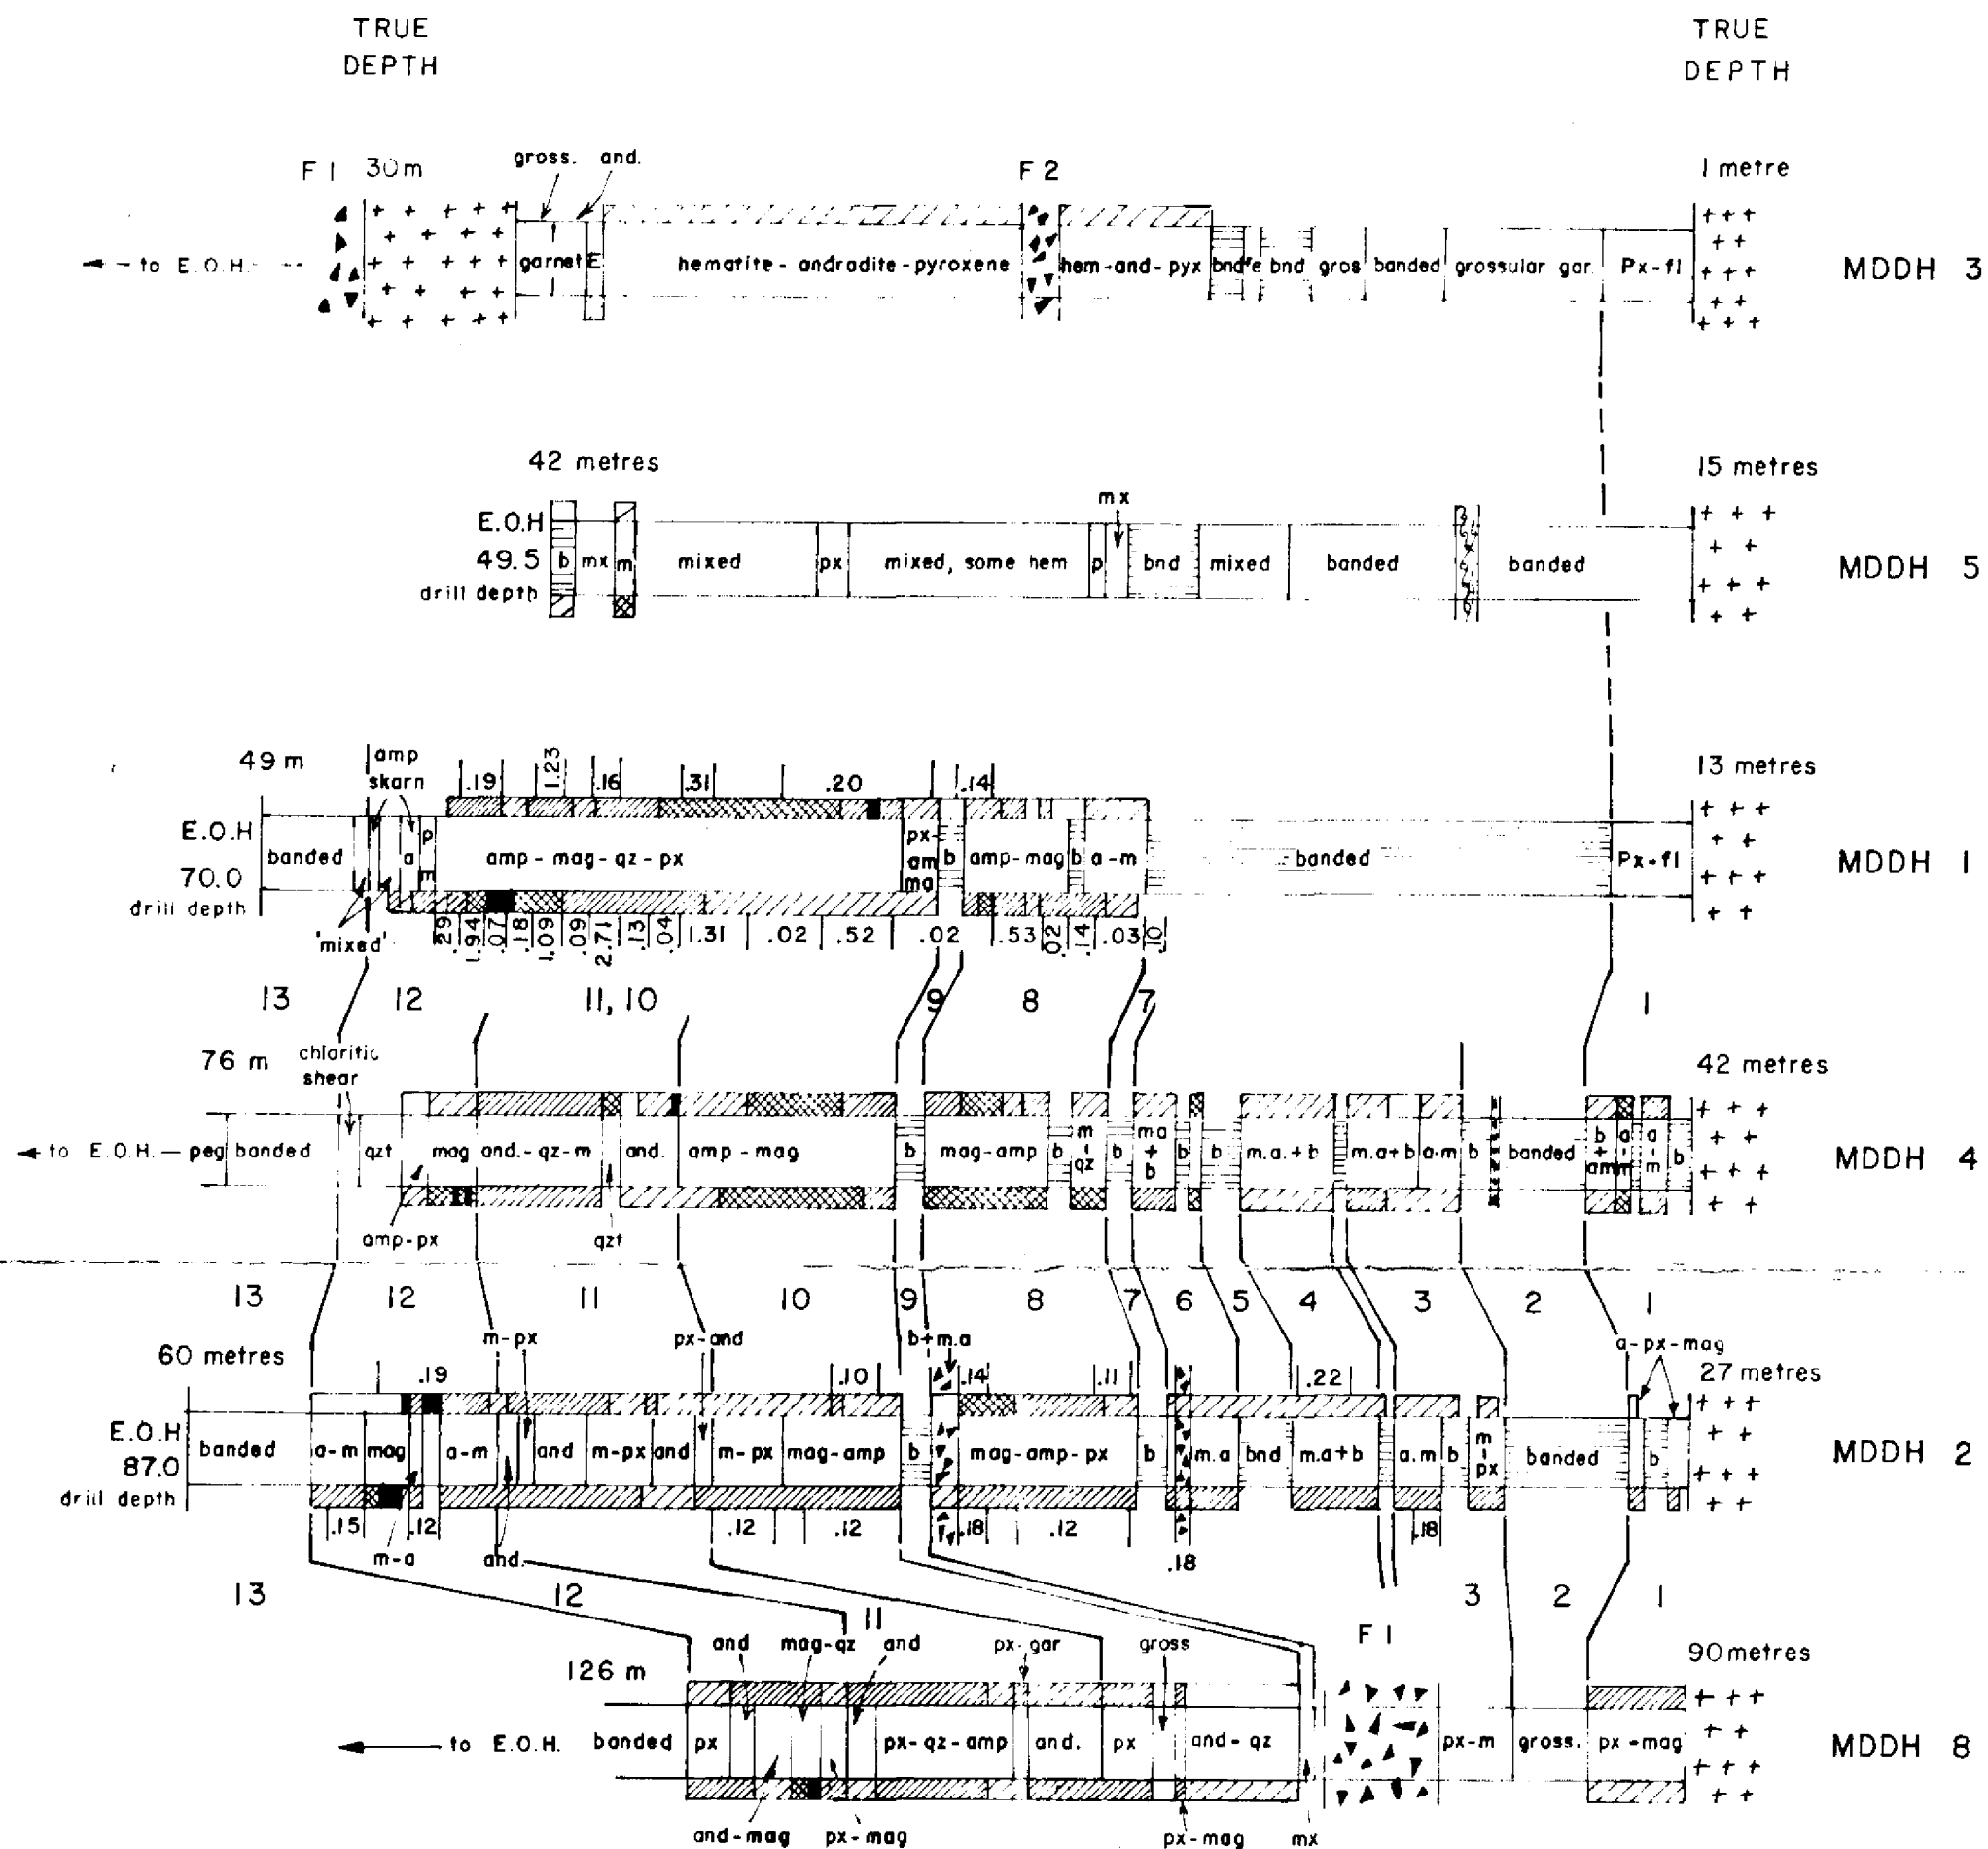 TRUE DEPTH
TRUE DEPTH
F 1 30m gross. and. F 2 1 metre
to E.O.H. garnet E hematite - andradite - pyroxene hem-and-pyx bnd fe bnd gros banded grossular gar. Px-fl MDDH 3
42 metres mx 15 metres
E.O.H
49.5 b mx m mixed px mixed, some hem p bnd mixed banded banded MDDH 5
drill depth
49 m amp skarn .19 1.23 .16 .31 .20 .14 13 metres
E.O.H p px-
banded a amp - mag - qz - px am b amp-mag b a-m banded Px-fl MDDH 1
70.0 m ma
drill depth
'mixed' .29 1.94 .07 .18 1.09 .09 2.71 .13 .04 1.31 .02 .52 .02 .53 .02 .14 .03 .10
13 12 11, 10 9 8 7 1
76 m chloritic shear 42 metres
to E.O.H. peg banded qzt mag and.-qz-m and. amp - mag b mag-amp b m-qz b ma + b b b m.a.+b m.a+b a.m b banded b + am a-m a-m b MDDH 4
amp-px qzt
13 12 11 10 9 8 7 6 5 4 3 2 1
m-px px-and b+m.a a-px-mag
60 metres .19 .10 .14 .11 .22 27 metres
E.O.H
banded a-m mag a-m and m-px and m-px mag-amp b mag-amp-px b m.a bnd m.a+b a.m b m-px banded b MDDH 2
87.0
drill depth
.15 .12 .12 .12 .18 .12 .18 .18
m-a and.
13 12 11 3 2 1
and mag-qz and px-gar gross F 1
126 m 90 metres
to E.O.H. banded px px-qz-amp and. px and-qz px-m gross. px-mag MDDH 8
and-mag px-mag px-mag mx